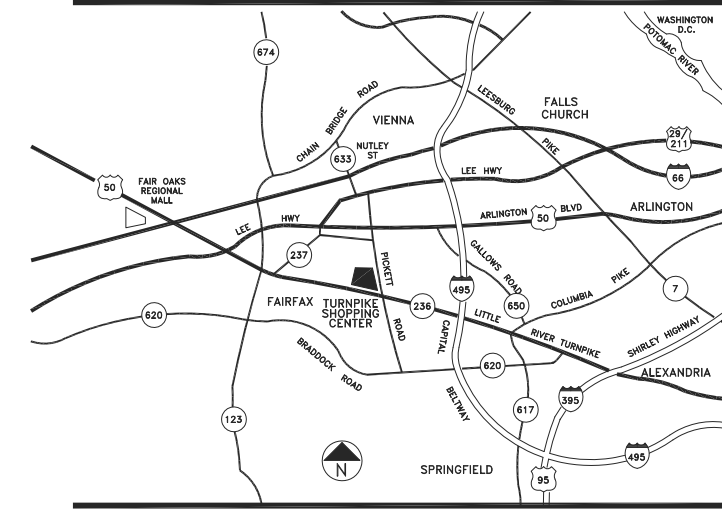 WASHINGTON
D.C.
POTOMAC RIVER
674
CHAIN BRIDGE ROAD
VIENNA
LEESBURG PIKE
FALLS
CHURCH
29/
211
66
NUTLEY
ST
633
LEE HWY
50
FAIR OAKS
REGIONAL
MALL
ARLINGTON 50 BLVD
ARLINGTON
LEE HWY
237
PICKETT ROAD
GALLOWS ROAD
495
650
COLUMBIA PIKE
7
FAIRFAX
TURNPIKE
SHOPPING
CENTER
236
LITTLE RIVER TURNPIKE
620
BRADDOCK ROAD
CAPITAL BELTWAY
620
SHIRLEY HIGHWAY
ALEXANDRIA
395
617
123
N
SPRINGFIELD
495
95